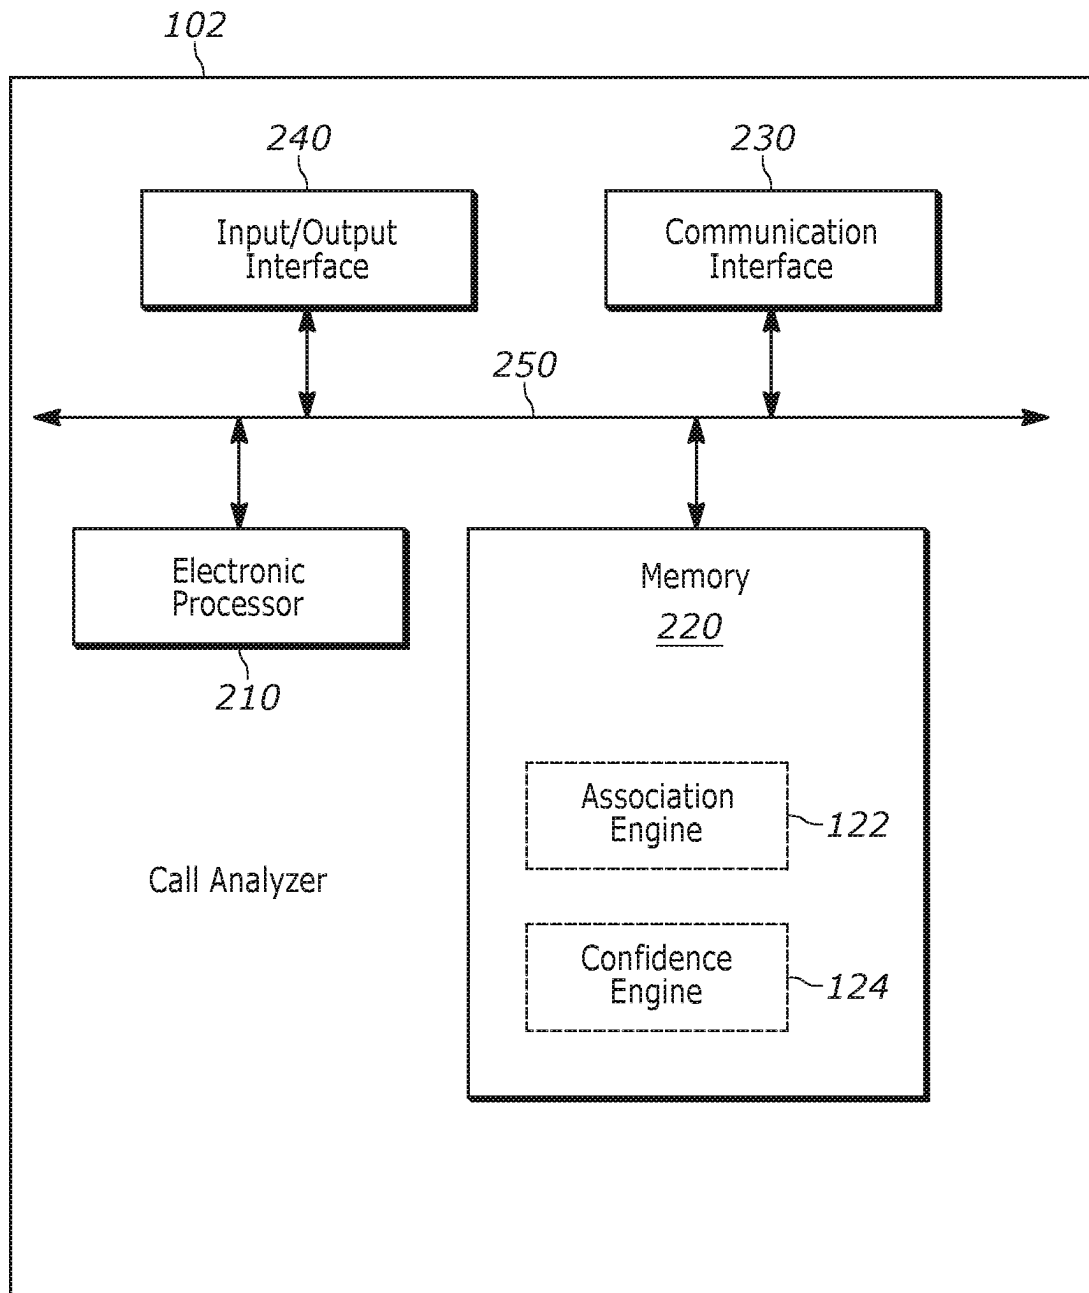 102
240
230
Input/Output
Interface
Communication
Interface
250
Electronic
Processor
210
Memory
220
Association
Engine
122
Call Analyzer
Confidence
Engine
124